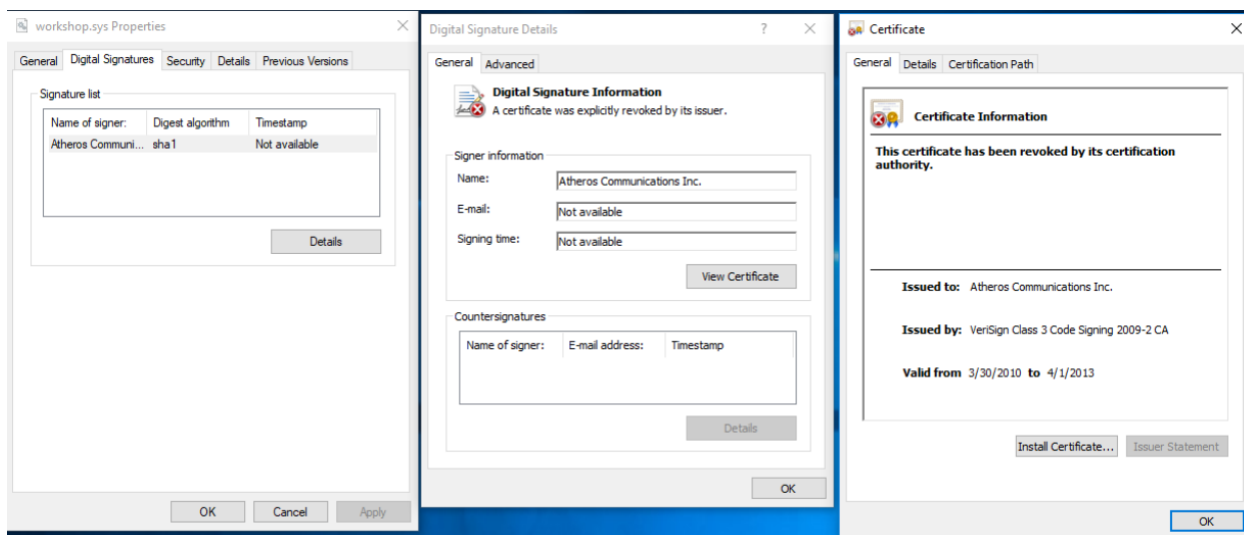 workshop.sys Properties
General Digital Signatures Security Details Previous Versions
Signature list
Name of signer: Digest algorithm Timestamp
Atheros Communi... sha1 Not available
Details
OK Cancel Apply
Digital Signature Details
General Advanced
Digital Signature Information
A certificate was explicitly revoked by its issuer.
Signer information
Name: Atheros Communications Inc.
E-mail: Not available
Signing time: Not available
View Certificate
Countersignatures
Name of signer: E-mail address: Timestamp
Details
OK
Certificate
General Details Certification Path
Certificate Information
This certificate has been revoked by its certification
authority.
Issued to: Atheros Communications Inc.
Issued by: VeriSign Class 3 Code Signing 2009-2 CA
Valid from 3/30/2010 to 4/1/2013
Install Certificate... Issuer Statement
OK